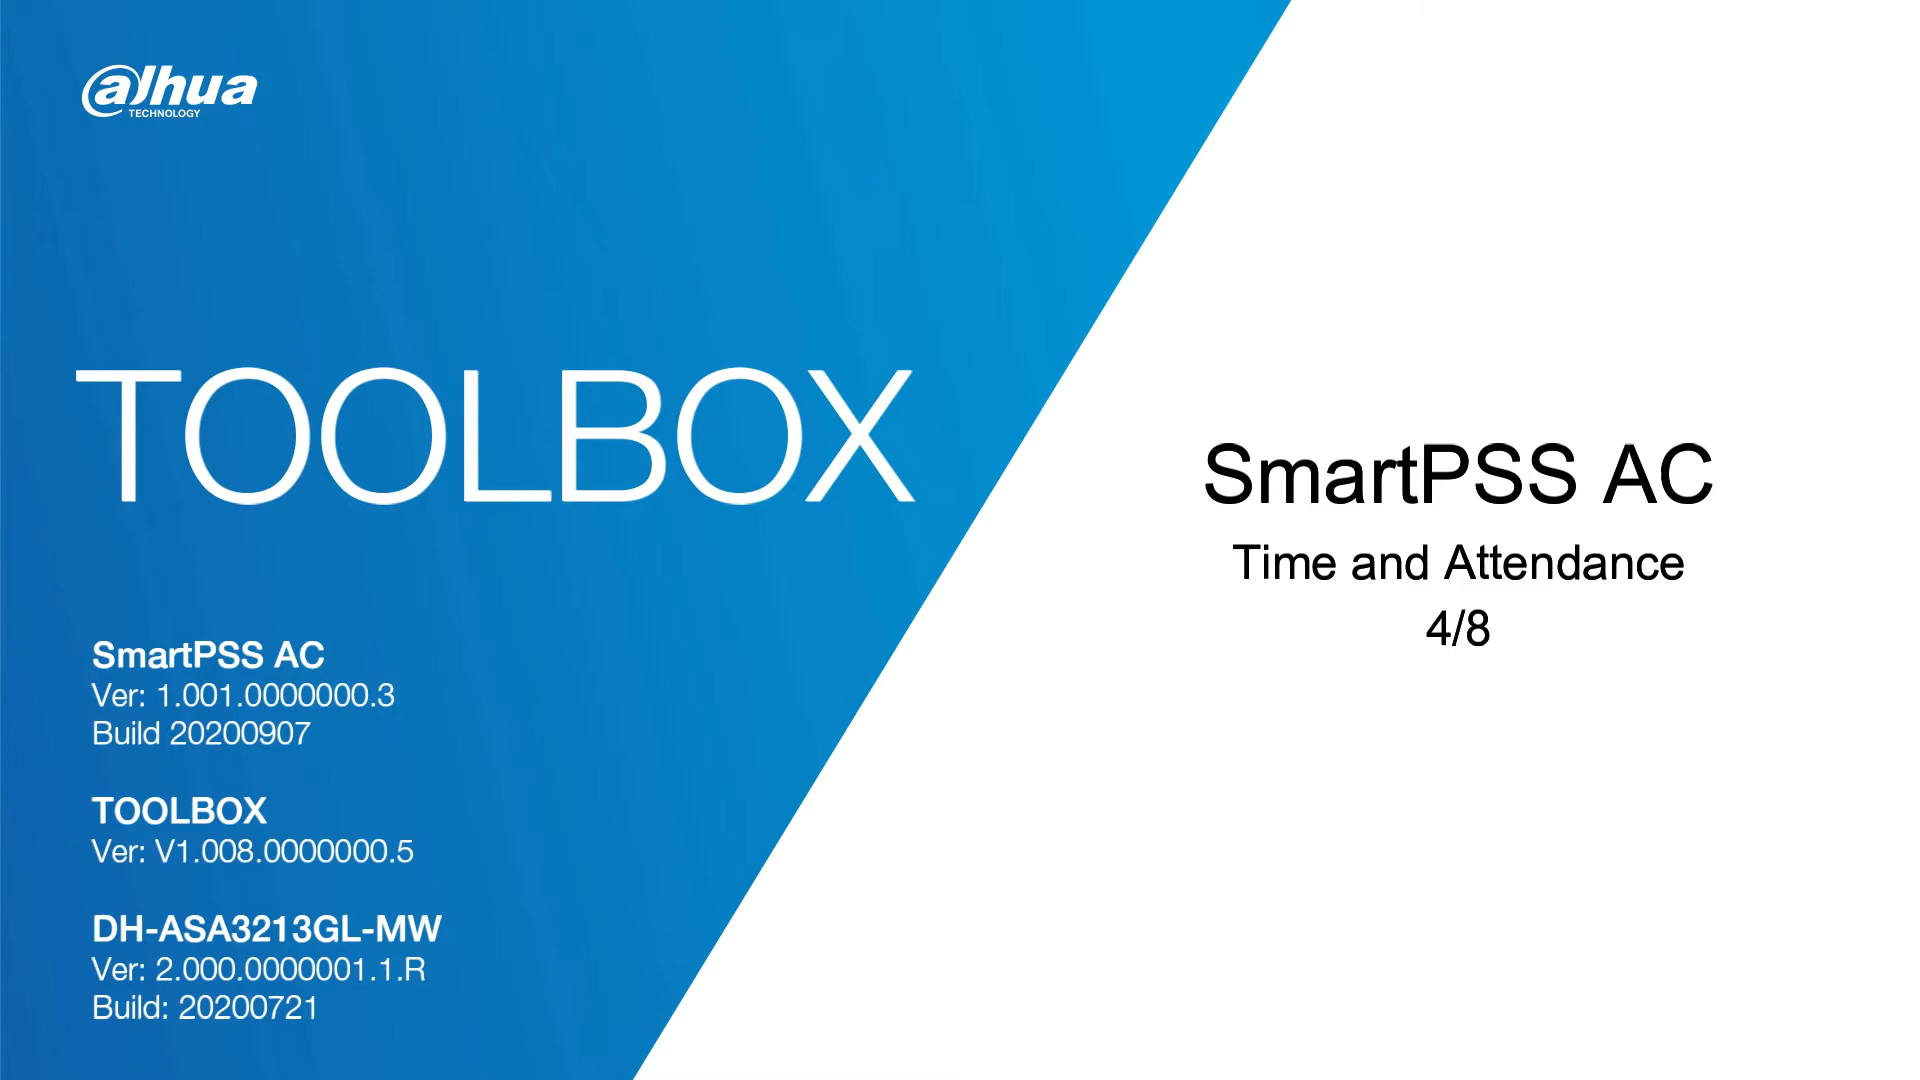 alhua
TECHNOLOGY
TOOLBOX
SmartPSS AC
Ver: 1.001.0000000.3
Build 20200907
TOOLBOX
Ver: V1.008.0000000.5
DH-ASA3213GL-MW
Ver: 2.000.0000001.1.R
Build: 20200721
SmartPSS AC
Time and Attendance
4/8